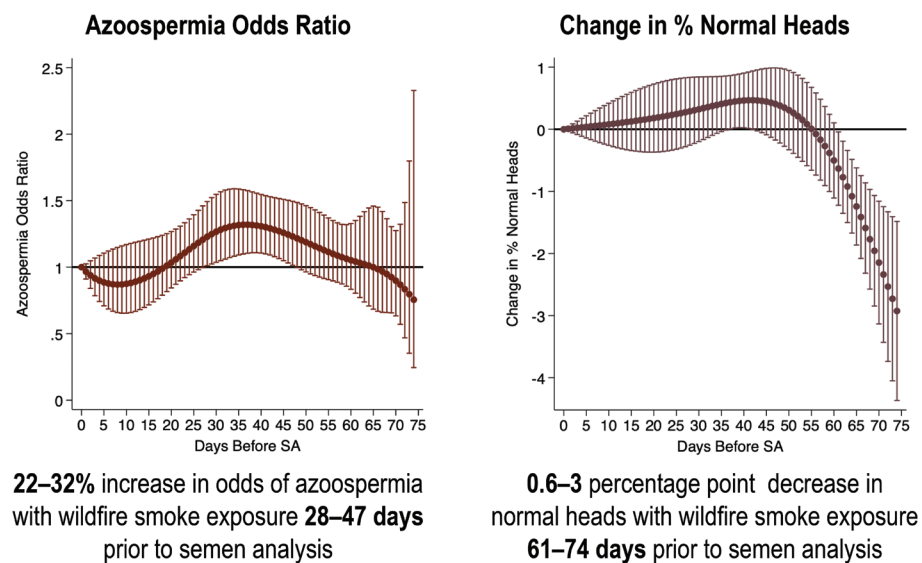 Azoospermia Odds Ratio
2.5
2
1.5
1
.5
0
Azoospermia Odds Ratio
0 5 10 15 20 25 30 35 40 45 50 55 60 65 70 75
Days Before SA
22–32% increase in odds of azoospermia
with wildfire smoke exposure 28–47 days
prior to semen analysis
Change in % Normal Heads
1
0
-1
-2
-3
-4
Change in % Normal Heads
0 5 10 15 20 25 30 35 40 45 50 55 60 65 70 75
Days Before SA
0.6–3 percentage point decrease in
normal heads with wildfire smoke exposure
61–74 days prior to semen analysis